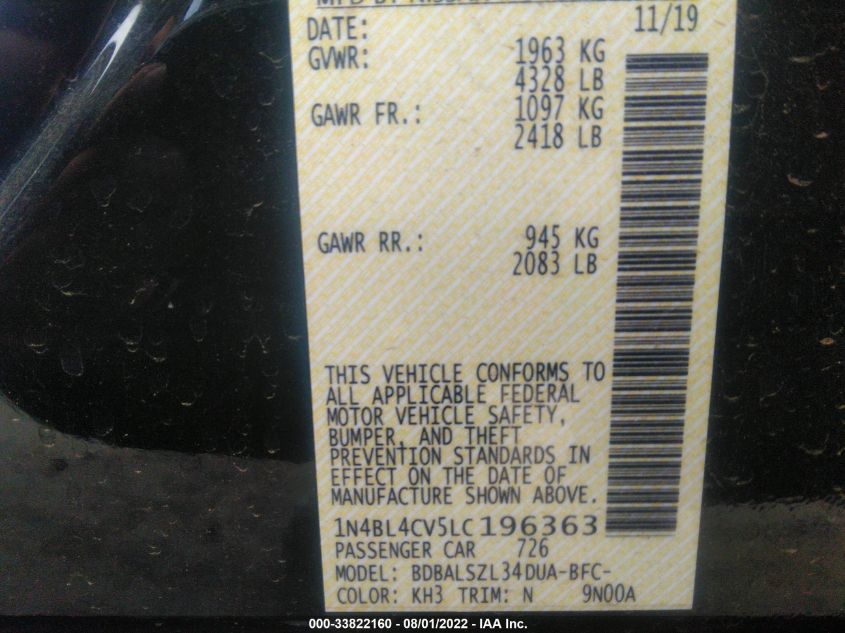 DATE: 11/19
GVWR: 1963 KG
4328 LB
GAWR FR.: 1097 KG
2418 LB
GAWR RR.: 945 KG
2083 LB
THIS VEHICLE CONFORMS TO
ALL APPLICABLE FEDERAL
MOTOR VEHICLE SAFETY,
BUMPER, AND THEFT
PREVENTION STANDARDS IN
EFFECT ON THE DATE OF
MANUFACTURE SHOWN ABOVE.
1N4BL4CV5LC196363
PASSENGER CAR 726
MODEL: BDBALSZL34DUA-BFC-
COLOR: KH3 TRIM: N 9N00A
000-33822160 - 08/01/2022 - IAA Inc.